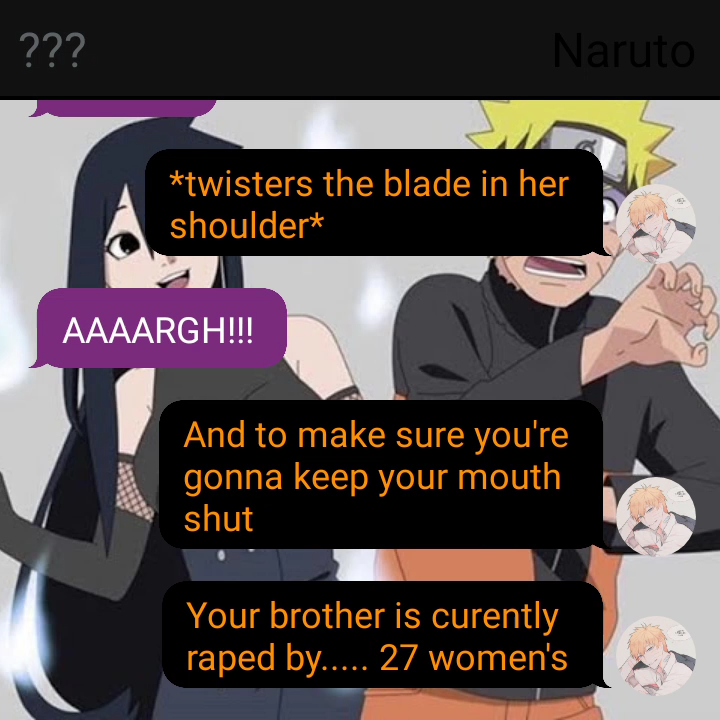 ???
Naruto
*twisters the blade in her
shoulder*
AAAARGH!!!
And to make sure you're
gonna keep your mouth
shut
Your brother is curently
raped by..... 27 women's